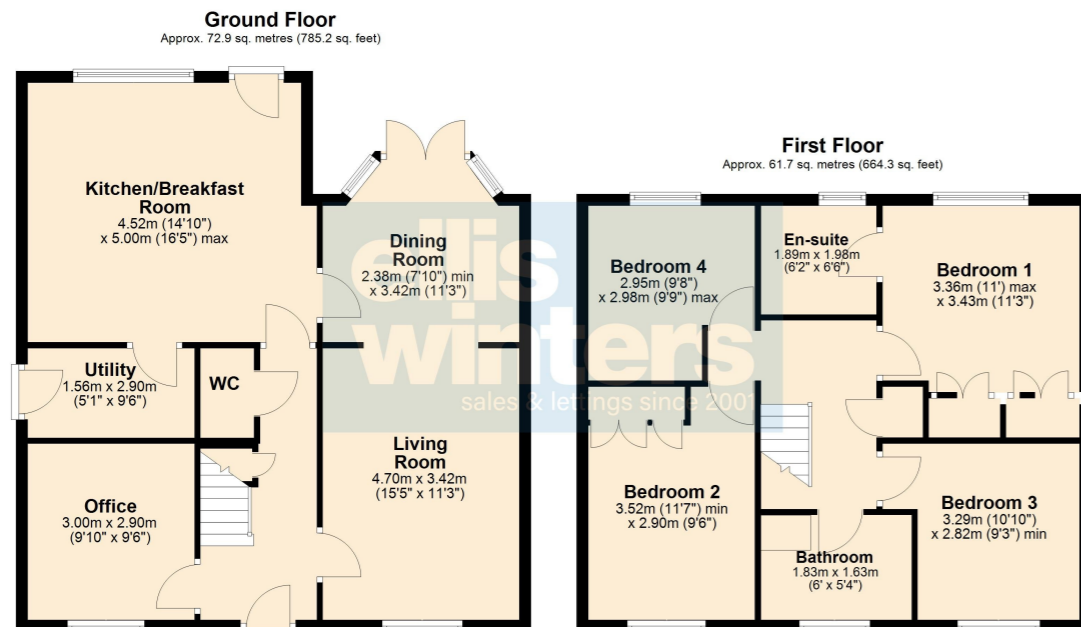 Ground Floor
Approx. 72.9 sq. metres (785.2 sq. feet)
Kitchen/Breakfast
Room
4.52m (14'10")
x 5.00m (16'5") max
Dining
Room
2.38m (7'10") min
x 3.42m (11'3")
Utility
1.56m x 2.90m
(5'1" x 9'6")
WC
Living
Room
4.70m x 3.42m
(15'5" x 11'3")
Office
3.00m x 2.90m
(9'10" x 9'6")
First Floor
Approx. 61.7 sq. metres (664.3 sq. feet)
Bedroom 4
2.95m (9'8")
x 2.98m (9'9") max
En-suite
1.89m x 1.98m
(6'2" x 6'6")
Bedroom 1
3.36m (11') max
x 3.43m (11'3")
Bedroom 2
3.52m (11'7") min
x 2.90m (9'6")
Bathroom
1.83m x 1.63m
(6' x 5'4")
Bedroom 3
3.29m (10'10")
x 2.82m (9'3") min
ellis
winters
sales & lettings since 2001